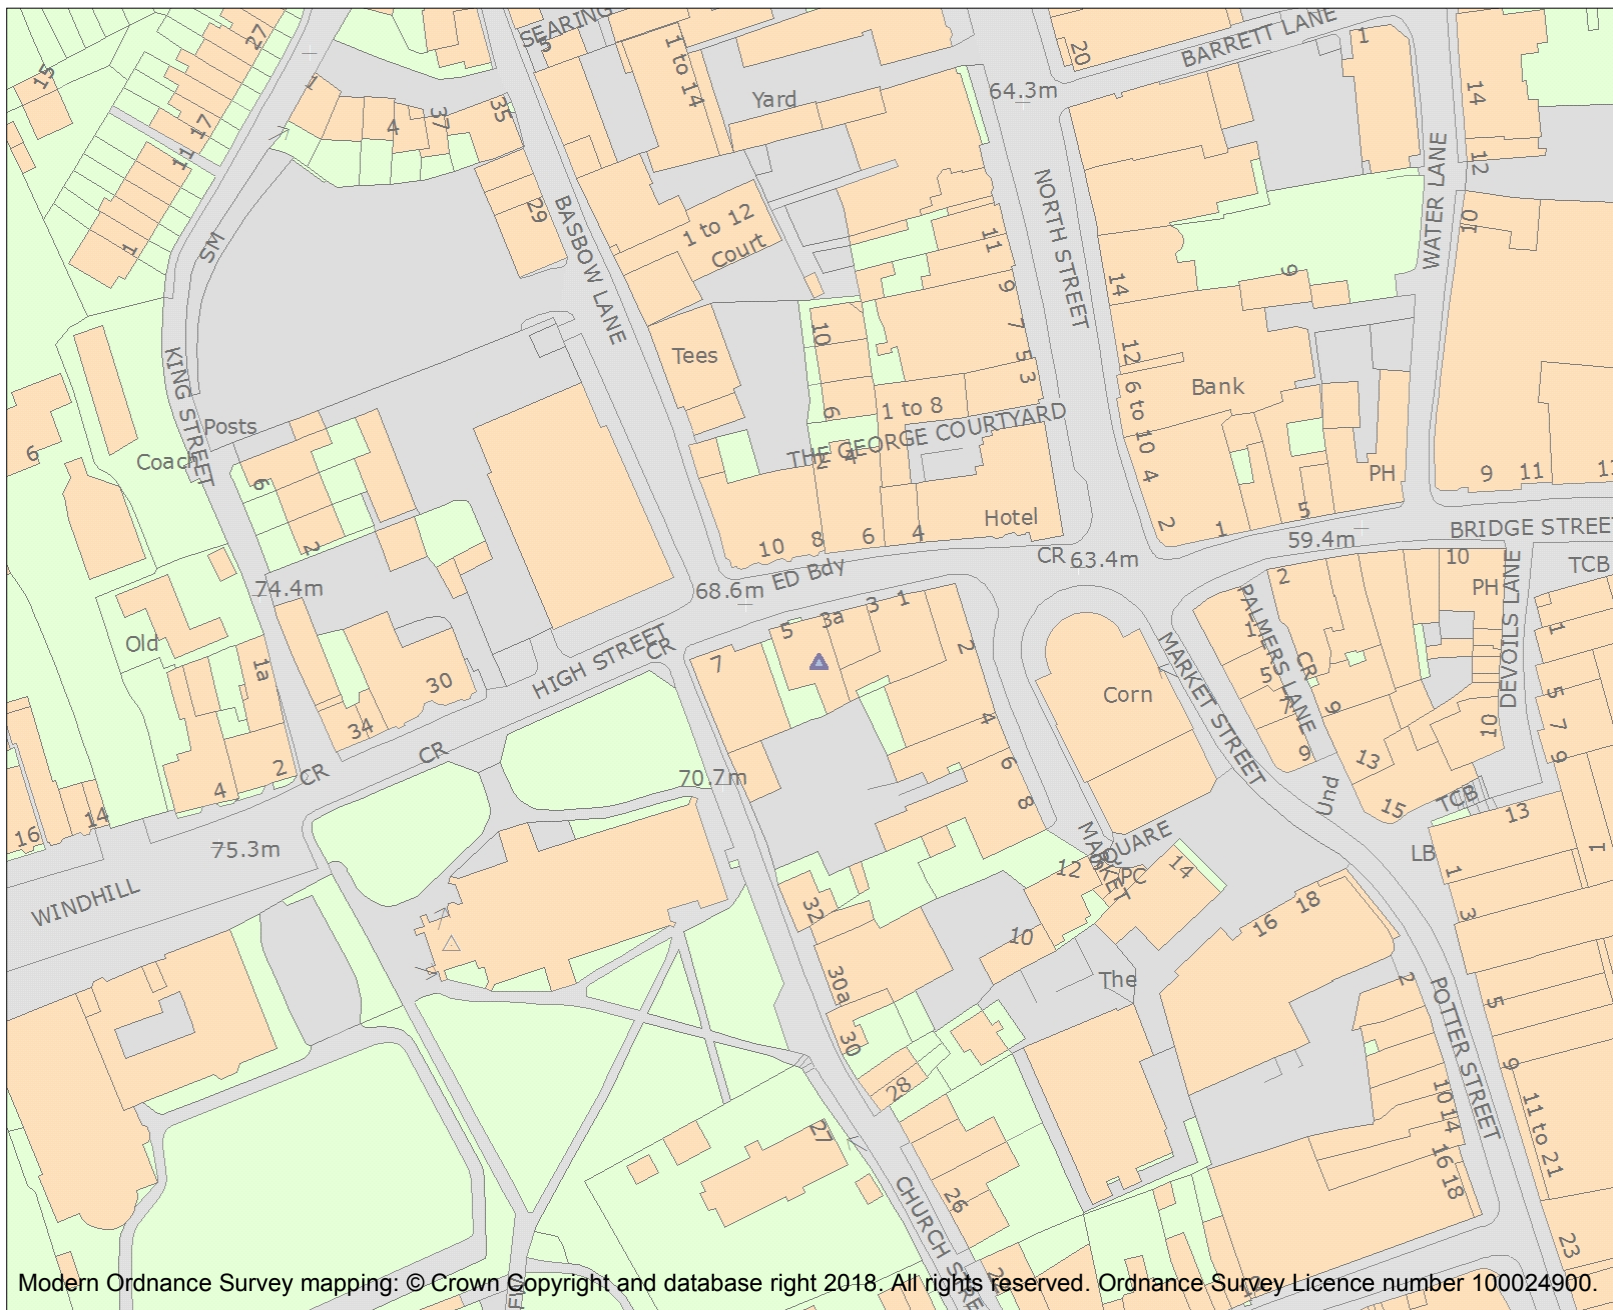 SEARING
5
27
15
1
17
11
4
37
35
1 to 14
Yard
64.3m
20
BARRETT LANE
1
14
12
10
WATER LANE
NORTH STREET
BASBOW LANE
29
1
SM
1 to 12
Court
11
9
7
5
3
14
9
12
6 to 10
4
2
Bank
Tees
10
6
1 to 8
THE GEORGE COURTYARD
2
4
KING STREET
Posts
Coach
6
6
2
PH
9
11
5
1
Hotel
10
8
6
4
CR
63.4m
59.4m
BRIDGE STREET
TCB
74.4m
68.6m
ED Bdy
Old
1a
HIGH STREET
CR
30
34
7
5
3a
3
1
2
4
6
8
Corn
MARKET STREET
PALMERS LANE
CR
2
5
7
9
9
13
15
10
PH
DEVOILS LANE
10
1
5
7
9
CR
CR
2
4
14
16
75.3m
70.7m
WINDHILL
Und
TCB
13
1
LB
MARKET
SQUARE
PC
12
14
10
16
18
The
32
30a
30
28
27
26
CHURCH STREET
POTTER STREET
1
3
5
9
11 to 21
23
2
10
14
16
18
Modern Ordnance Survey mapping: © Crown Copyright and database right 2018. All rights reserved. Ordnance Survey Licence number 100024900.